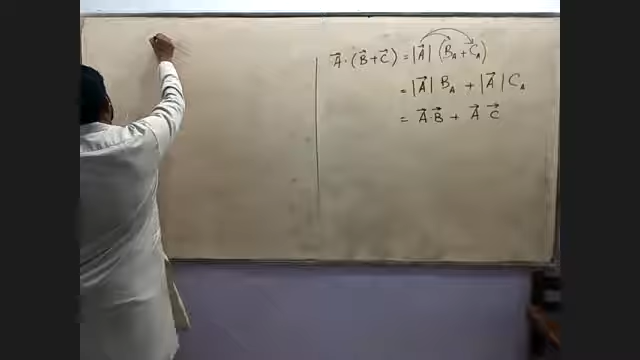 A⃗ · (B⃗ + C⃗) = |A⃗| (B_A + C_A)
= |A⃗| B_A + |A⃗| C_A
= A⃗ · B⃗ + A⃗ C⃗